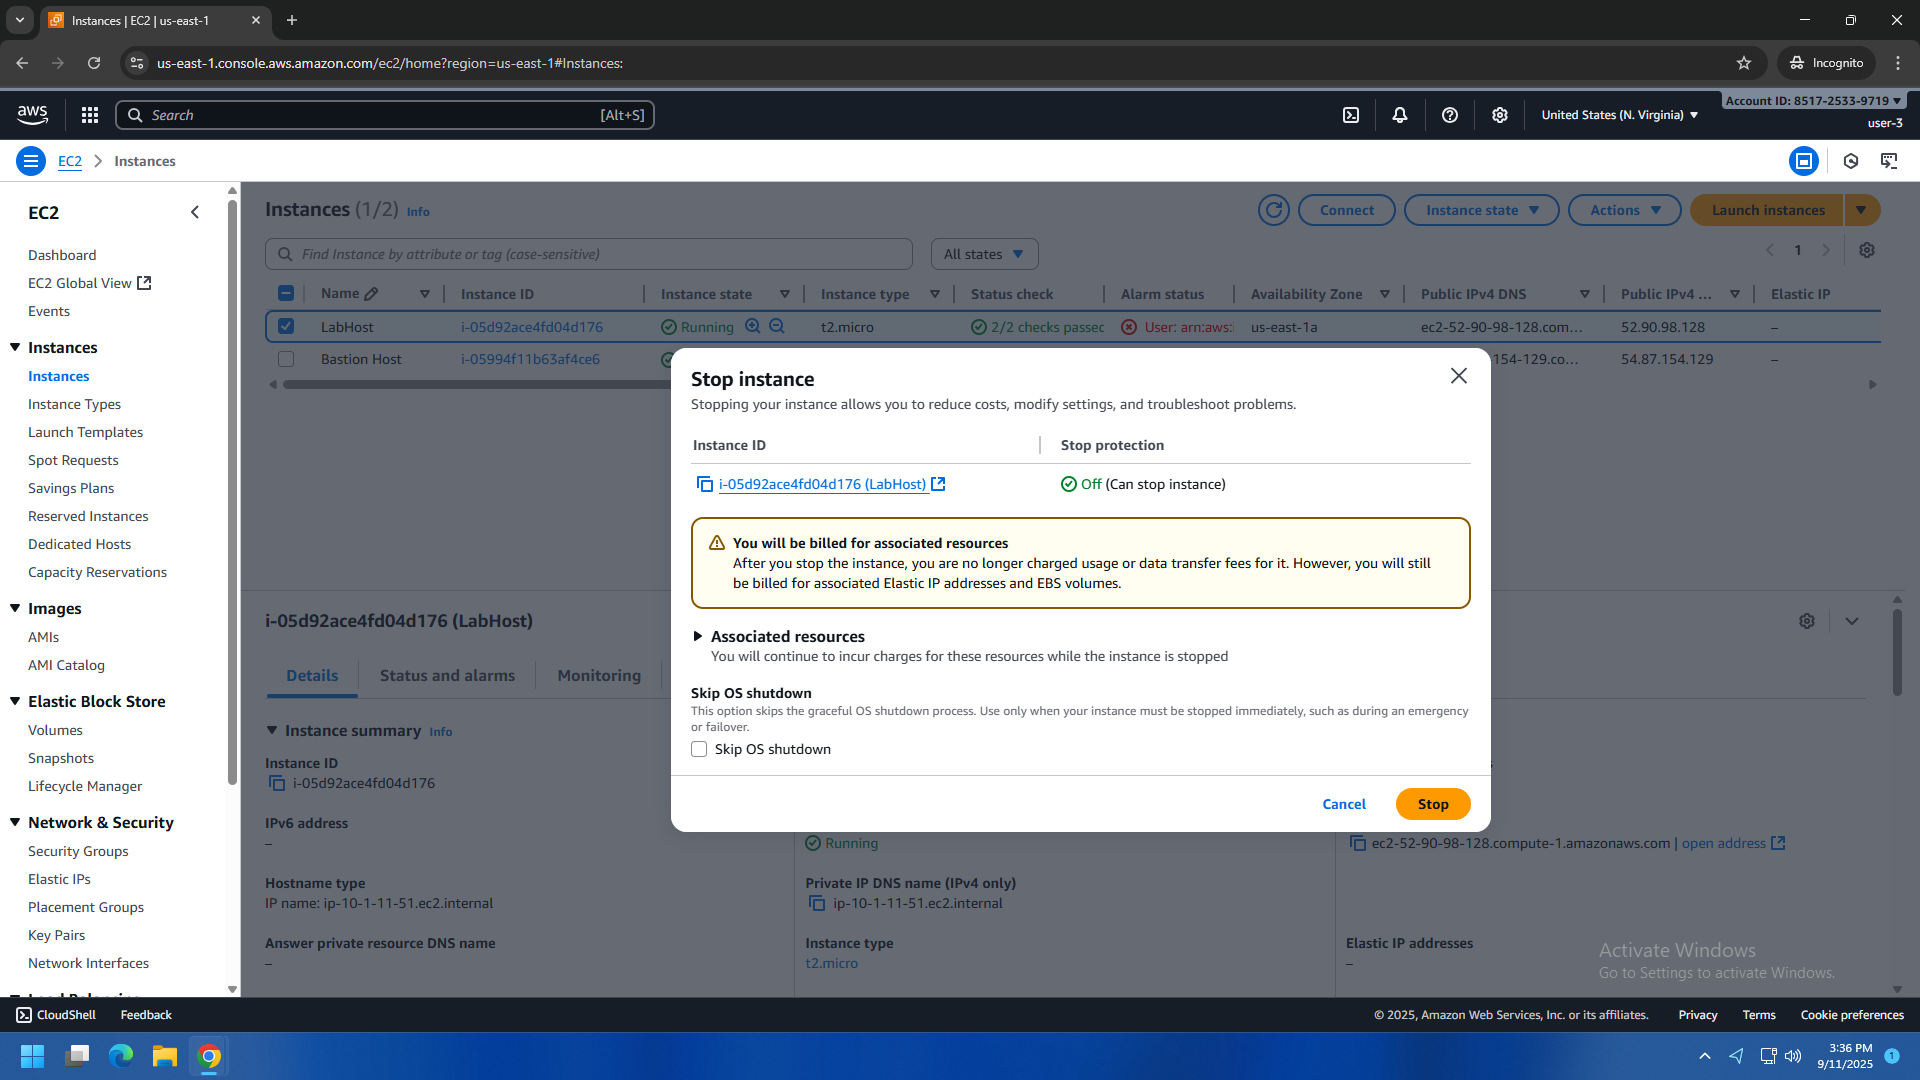 Instances | EC2 | us-east-1
us-east-1.console.aws.amazon.com/ec2/home?region=us-east-1#Instances:
Incognito
aws
Search
[Alt+S]
United States (N. Virginia)
Account ID: 8517-2533-9719
user-3
EC2
Instances
EC2
Dashboard
EC2 Global View
Events
Instances
Instances
Instance Types
Launch Templates
Spot Requests
Savings Plans
Reserved Instances
Dedicated Hosts
Capacity Reservations
Images
AMIs
AMI Catalog
Elastic Block Store
Volumes
Snapshots
Lifecycle Manager
Network & Security
Security Groups
Elastic IPs
Placement Groups
Key Pairs
Network Interfaces
Instances (1/2) Info
Connect
Instance state
Actions
Launch instances
Find Instance by attribute or tag (case-sensitive)
All states
1
Name Instance ID Instance state Instance type Status check Alarm status Availability Zone Public IPv4 DNS Public IPv4 ... Elastic IP
LabHost i-05d92ace4fd04d176 Running t2.micro 2/2 checks passec User: arn:aws: us-east-1a ec2-52-90-98-128.com... 52.90.98.128 –
Bastion Host i-05994f11b63af4ce6 154-129.co... 54.87.154.129 –
Stop instance
Stopping your instance allows you to reduce costs, modify settings, and troubleshoot problems.
Instance ID Stop protection
i-05d92ace4fd04d176 (LabHost) Off (Can stop instance)
You will be billed for associated resources
After you stop the instance, you are no longer charged usage or data transfer fees for it. However, you will still
be billed for associated Elastic IP addresses and EBS volumes.
Associated resources
You will continue to incur charges for these resources while the instance is stopped
Skip OS shutdown
This option skips the graceful OS shutdown process. Use only when your instance must be stopped immediately, such as during an emergency
or failover.
Skip OS shutdown
Cancel
Stop
i-05d92ace4fd04d176 (LabHost)
Details
Status and alarms
Monitoring
Instance summary Info
Instance ID
i-05d92ace4fd04d176
IPv6 address
–
Running
ec2-52-90-98-128.compute-1.amazonaws.com | open address
Hostname type
IP name: ip-10-1-11-51.ec2.internal
Private IP DNS name (IPv4 only)
ip-10-1-11-51.ec2.internal
Answer private resource DNS name
–
Instance type
t2.micro
Elastic IP addresses
–
Activate Windows
Go to Settings to activate Windows.
CloudShell
Feedback
© 2025, Amazon Web Services, Inc. or its affiliates.
Privacy
Terms
Cookie preferences
3:36 PM
9/11/2025
1